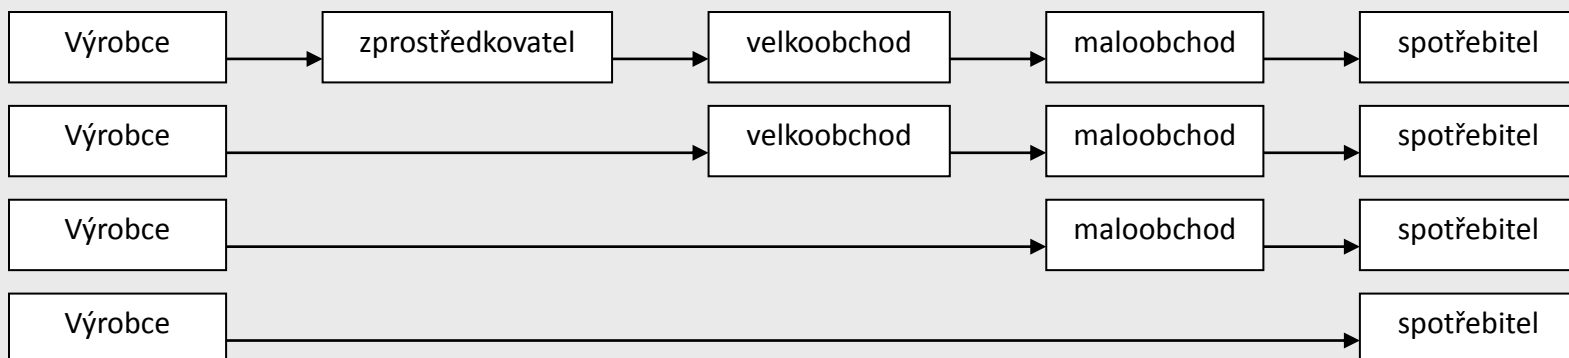 Výrobce zprostředkovatel velkoobchod maloobchod spotřebitel
Výrobce velkoobchod maloobchod spotřebitel
Výrobce maloobchod spotřebitel
Výrobce spotřebitel